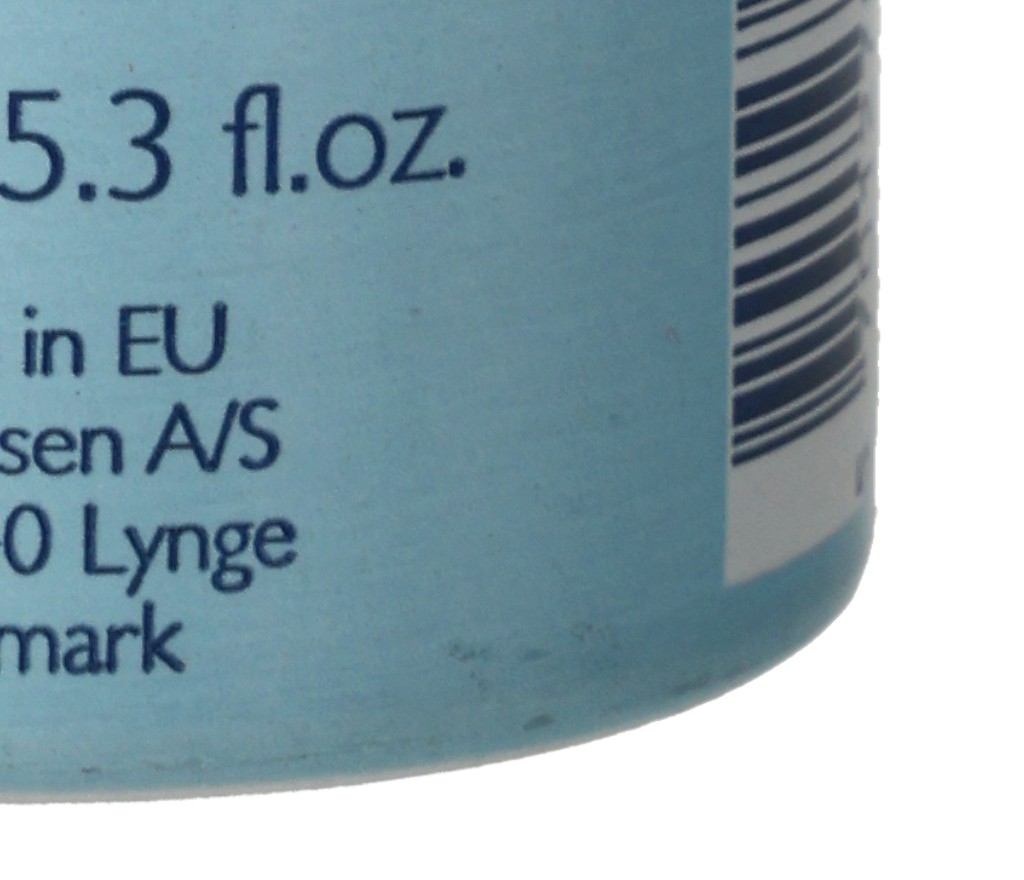 5.3 fl.oz.
in EU
sen A/S
0 Lynge
mark